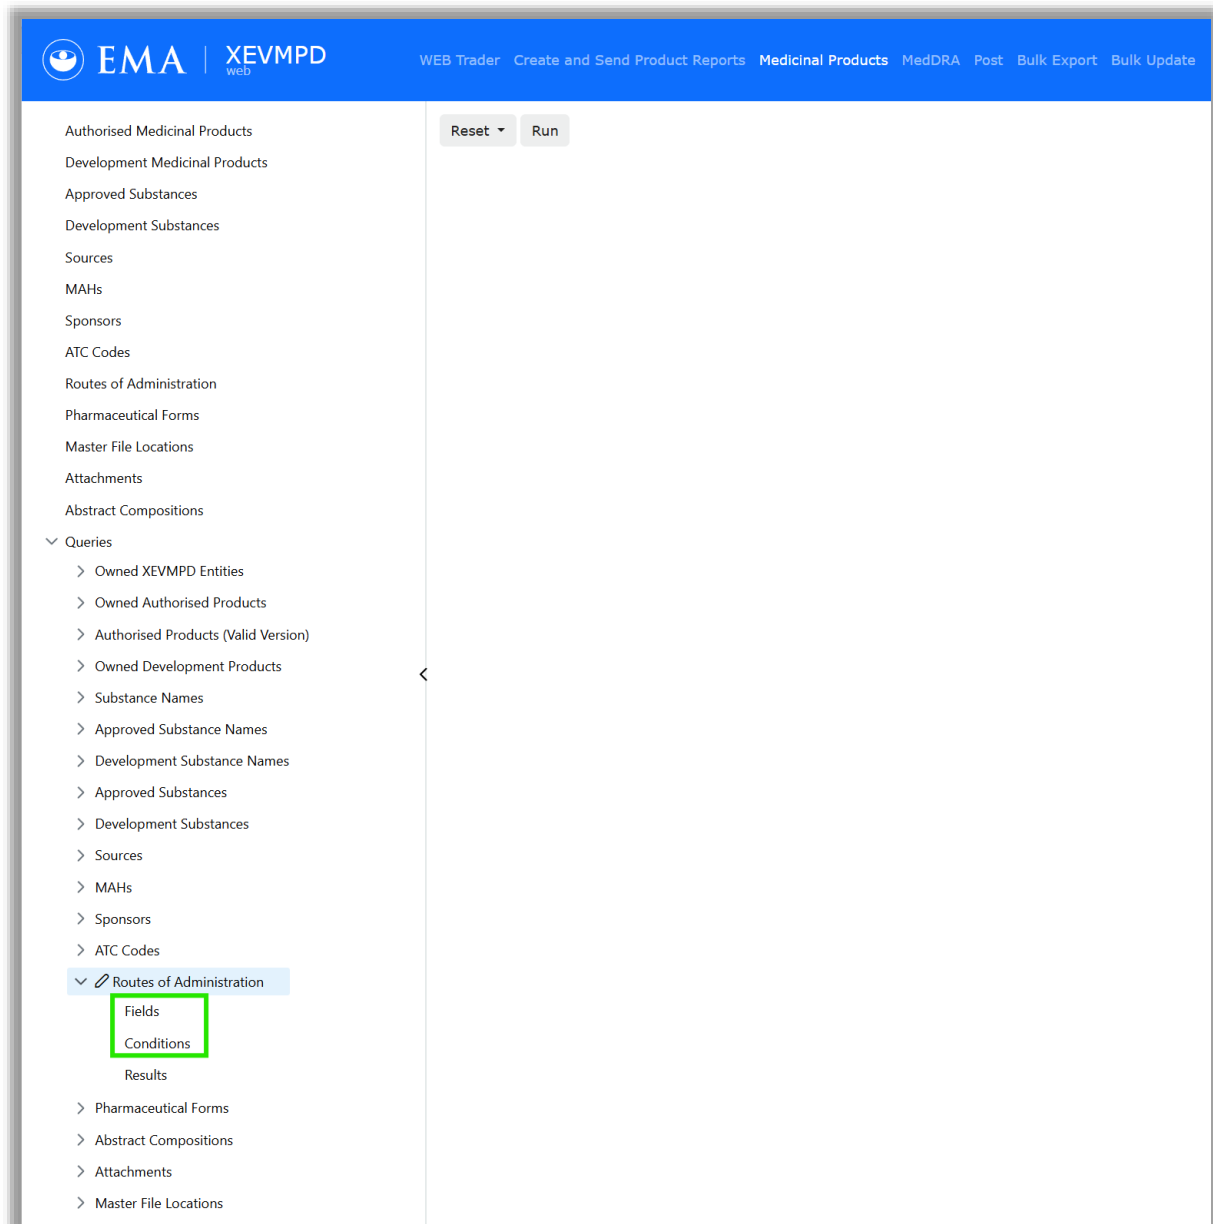 EMA | XEVMPD
web
WEB Trader Create and Send Product Reports Medicinal Products MedDRA Post Bulk Export Bulk Update
Reset Run
Authorised Medicinal Products
Development Medicinal Products
Approved Substances
Development Substances
Sources
MAHs
Sponsors
ATC Codes
Routes of Administration
Pharmaceutical Forms
Master File Locations
Attachments
Abstract Compositions
Queries
Owned XEVMPD Entities
Owned Authorised Products
Authorised Products (Valid Version)
Owned Development Products
Substance Names
Approved Substance Names
Development Substance Names
Approved Substances
Development Substances
Sources
MAHs
Sponsors
ATC Codes
Routes of Administration
Fields
Conditions
Results
Pharmaceutical Forms
Abstract Compositions
Attachments
Master File Locations